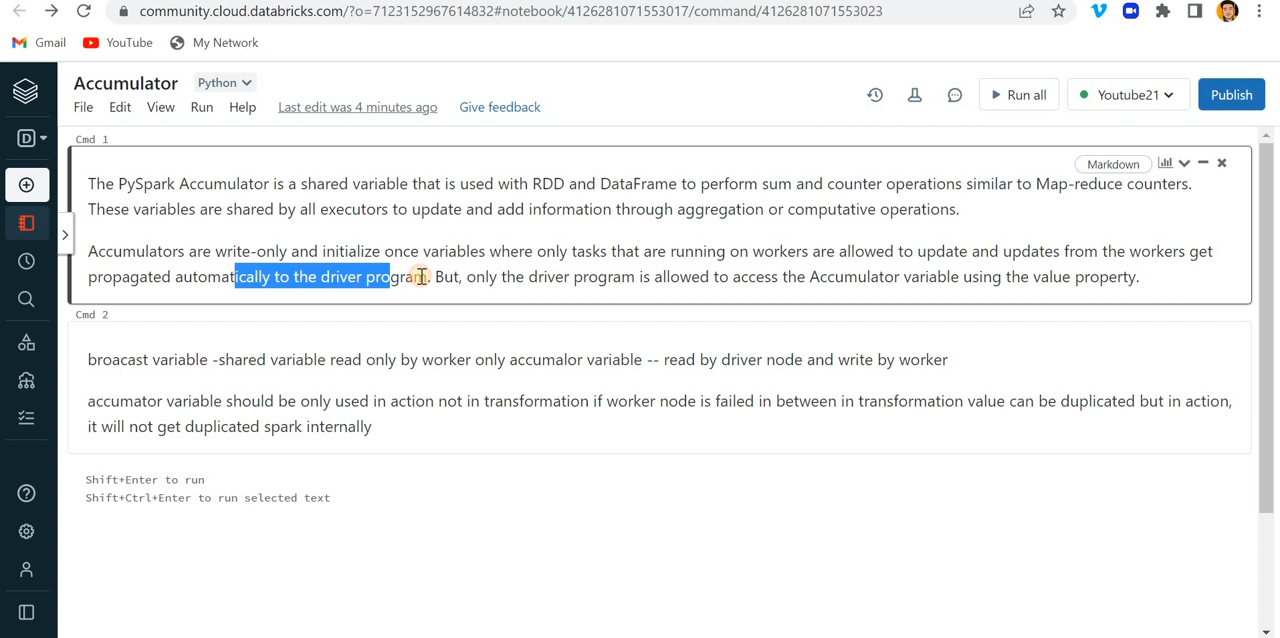 community.cloud.databricks.com/?o=7123152967614832#notebook/4126281071553017/command/4126281071553023
Gmail YouTube My Network
Accumulator Python
File Edit View Run Help Last edit was 4 minutes ago Give feedback
Run all Youtube21 Publish
D
Cmd 1
Markdown
The PySpark Accumulator is a shared variable that is used with RDD and DataFrame to perform sum and counter operations similar to Map-reduce counters.
These variables are shared by all executors to update and add information through aggregation or computative operations.
Accumulators are write-only and initialize once variables where only tasks that are running on workers are allowed to update and updates from the workers get
propagated automatically to the driver program. But, only the driver program is allowed to access the Accumulator variable using the value property.
Cmd 2
broacast variable -shared variable read only by worker only accumalor variable -- read by driver node and write by worker
accumator variable should be only used in action not in transformation if worker node is failed in between in transformation value can be duplicated but in action,
it will not get duplicated spark internally
Shift+Enter to run
Shift+Ctrl+Enter to run selected text